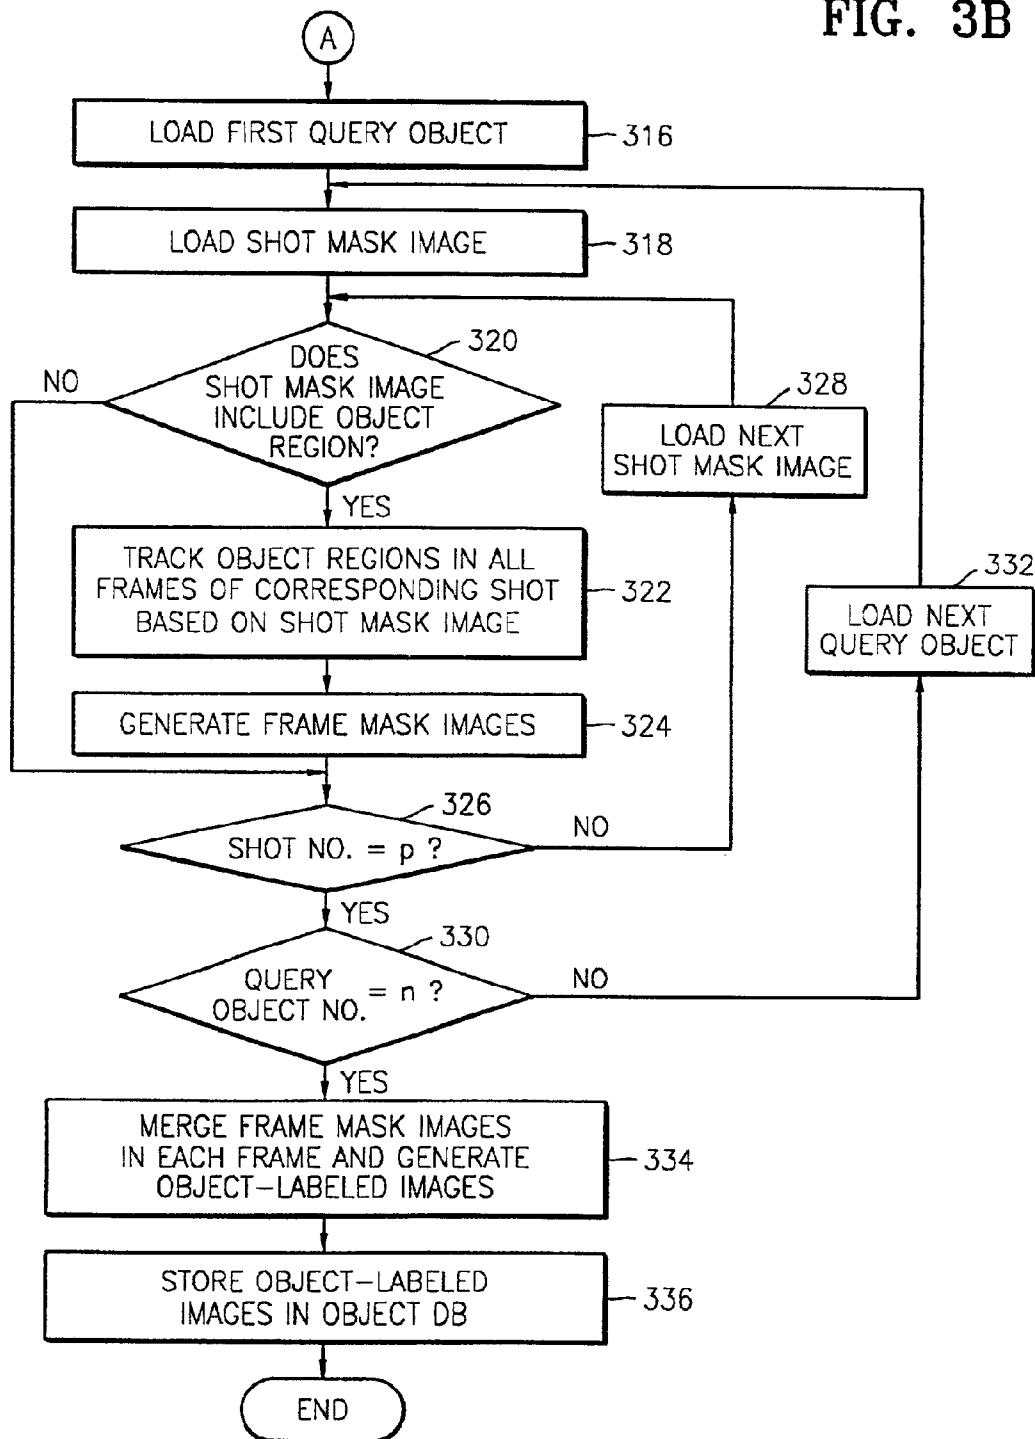 FIG. 3B
A
LOAD FIRST QUERY OBJECT
316
LOAD SHOT MASK IMAGE
318
320
DOES
SHOT MASK IMAGE
INCLUDE OBJECT
REGION?
NO
YES
328
LOAD NEXT
SHOT MASK IMAGE
TRACK OBJECT REGIONS IN ALL
FRAMES OF CORRESPONDING SHOT
BASED ON SHOT MASK IMAGE
322
332
LOAD NEXT
QUERY OBJECT
GENERATE FRAME MASK IMAGES
324
326
SHOT NO. = p ?
NO
YES
330
QUERY
OBJECT NO. = n ?
NO
YES
MERGE FRAME MASK IMAGES
IN EACH FRAME AND GENERATE
OBJECT-LABELED IMAGES
334
STORE OBJECT-LABELED
IMAGES IN OBJECT DB
336
END